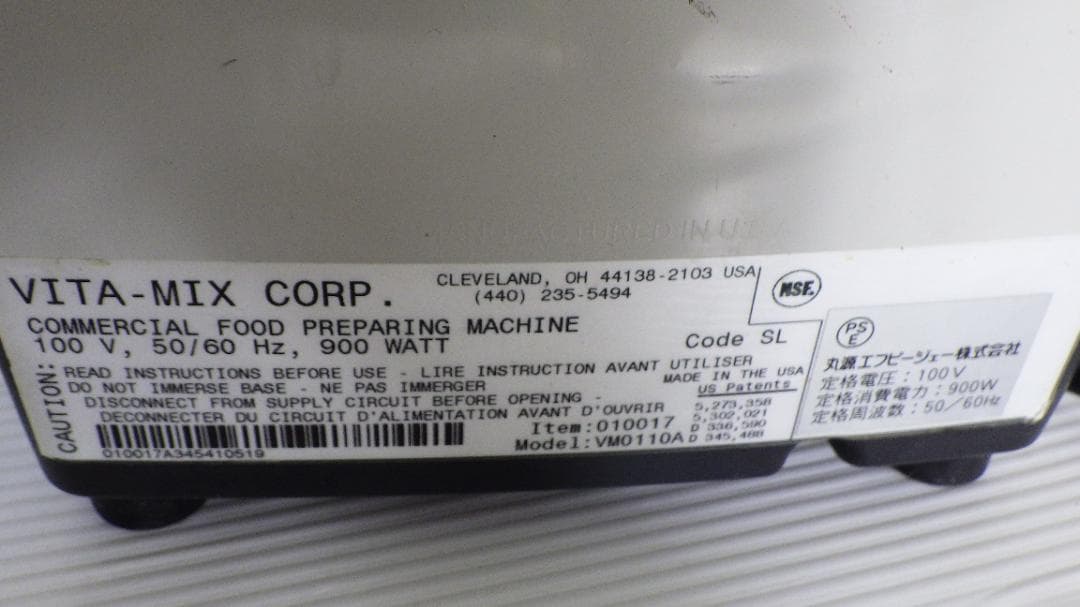 MANUFACTURED IN U.S.A.
VITA-MIX CORP.
CLEVELAND, OH 44138-2103 USA
(440) 235-5494
NSF.
COMMERCIAL FOOD PREPARING MACHINE
100 V, 50/60 Hz, 900 WATT
Code SL
CAUTION:
READ INSTRUCTIONS BEFORE USE - LIRE INSTRUCTION AVANT UTILISER
DO NOT IMMERSE BASE - NE PAS IMMERGER
DISCONNECT FROM SUPPLY CIRCUIT BEFORE OPENING -
DECONNECTER DU CIRCUIT D'ALIMENTATION AVANT D'OUVRIR
MADE IN THE USA
US Patents
5,273,358
5,302,021
D 336,590
D 345,488
Item:010017
Model:VM0110A
010017A345410519
PS
E
丸源エフピージェー株式会社
定格電圧:100V
定格消費電力:900W
定格周波数:50/60Hz